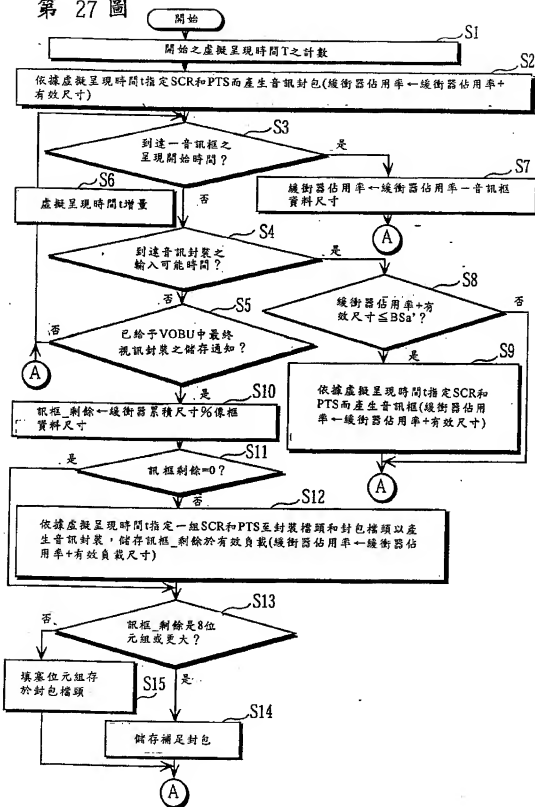 第 27 圖
開始
S1
開始之虛擬呈現時間T之計數
S2
依據虛擬呈現時間t指定SCR和PTS而產生音訊封包(緩衝器佔用率←緩衝器佔用率+
有效尺寸)
S3
到達一音訊框之
呈現開始時間?
是
否
S6
虛擬呈現時間t增量
S7
緩衝器佔用率←緩衝器佔用率－音訊框
資料尺寸
A
S4
到達音訊封裝之
輸入可能時間?
是
否
S8
緩衝器佔用率+有
效尺寸≦BSa'?
否
是
S5
已給予VOBU中最終
視訊封裝之儲存通知?
否
是
A
S9
依據虛擬呈現時間t指定SCR和
PTS而產生音訊框(緩衝器佔用
率←緩衝器佔用率+有效尺寸)
A
S10
訊框_剩餘←緩衝器累積尺寸%像框
資料尺寸
S11
訊框剩餘=0?
是
否
S12
依據虛擬呈現時間t指定一組SCR和PTS至封裝檔頭和封包檔頭以產
生音訊封裝，儲存訊框_剩餘於有效負載(緩衝器佔用率←緩衝器佔
用率+有效負載尺寸)
S13
訊框_剩餘是8位
元組或更大?
否
是
S15
填塞位元組存
於封包檔頭
S14
儲存補足封包
A